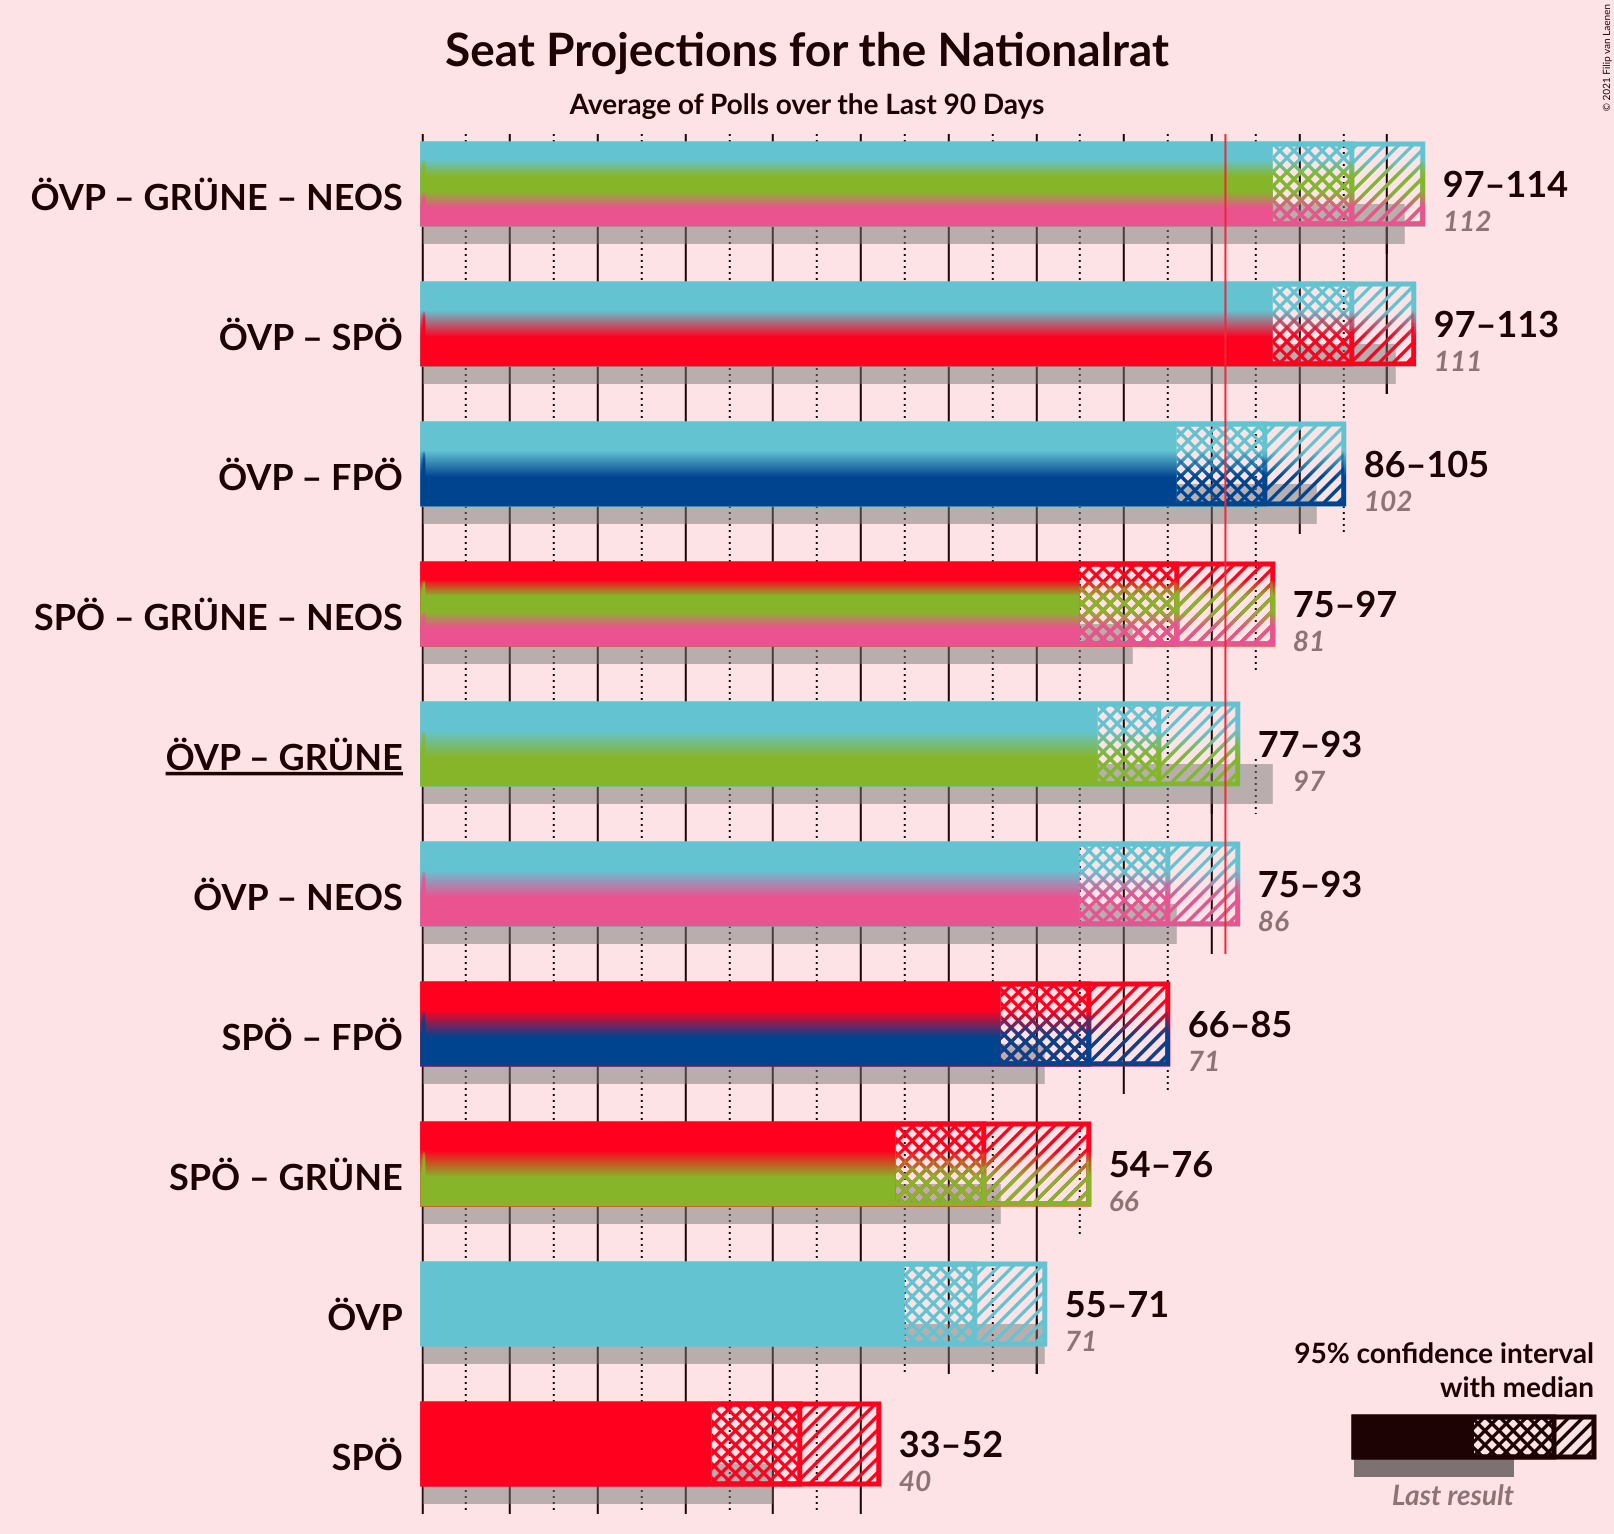 Seat Projections for the Nationalrat
Average of Polls over the Last 90 Days
© 2021 Filip van Laenen
ÖVP – GRÜNE – NEOS
97–114
112
ÖVP – SPÖ
97–113
111
ÖVP – FPÖ
86–105
102
SPÖ – GRÜNE – NEOS
75–97
81
ÖVP – GRÜNE
77–93
97
ÖVP – NEOS
75–93
86
SPÖ – FPÖ
66–85
71
SPÖ – GRÜNE
54–76
66
ÖVP
55–71
71
SPÖ
33–52
40
95% confidence interval
with median
Last result